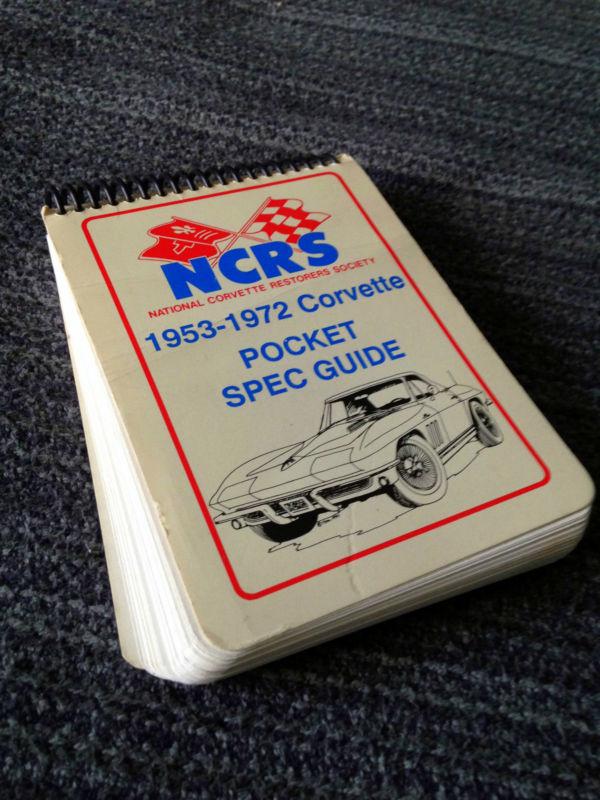 NCRS
NATIONAL CORVETTE RESTORERS SOCIETY
1953-1972 Corvette
POCKET
SPEC GUIDE